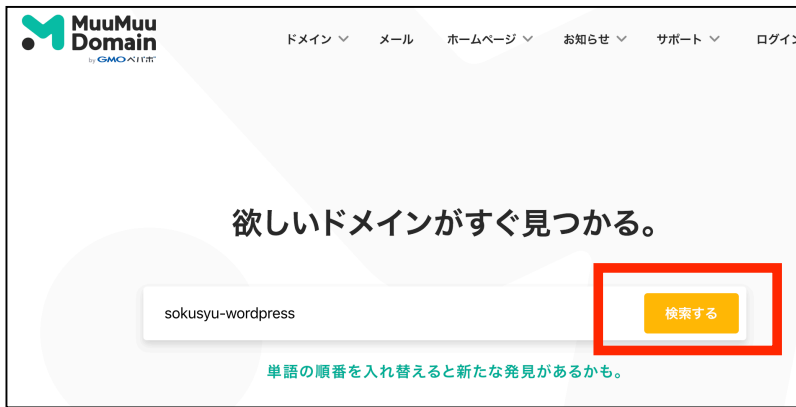 MuuMuu
Domain
by GMOペパボ
ドメイン メール ホームページ お知らせ サポート ログイン
欲しいドメインがすぐ見つかる。
sokusyu-wordpress 検索する
単語の順番を入れ替えると新たな発見があるかも。